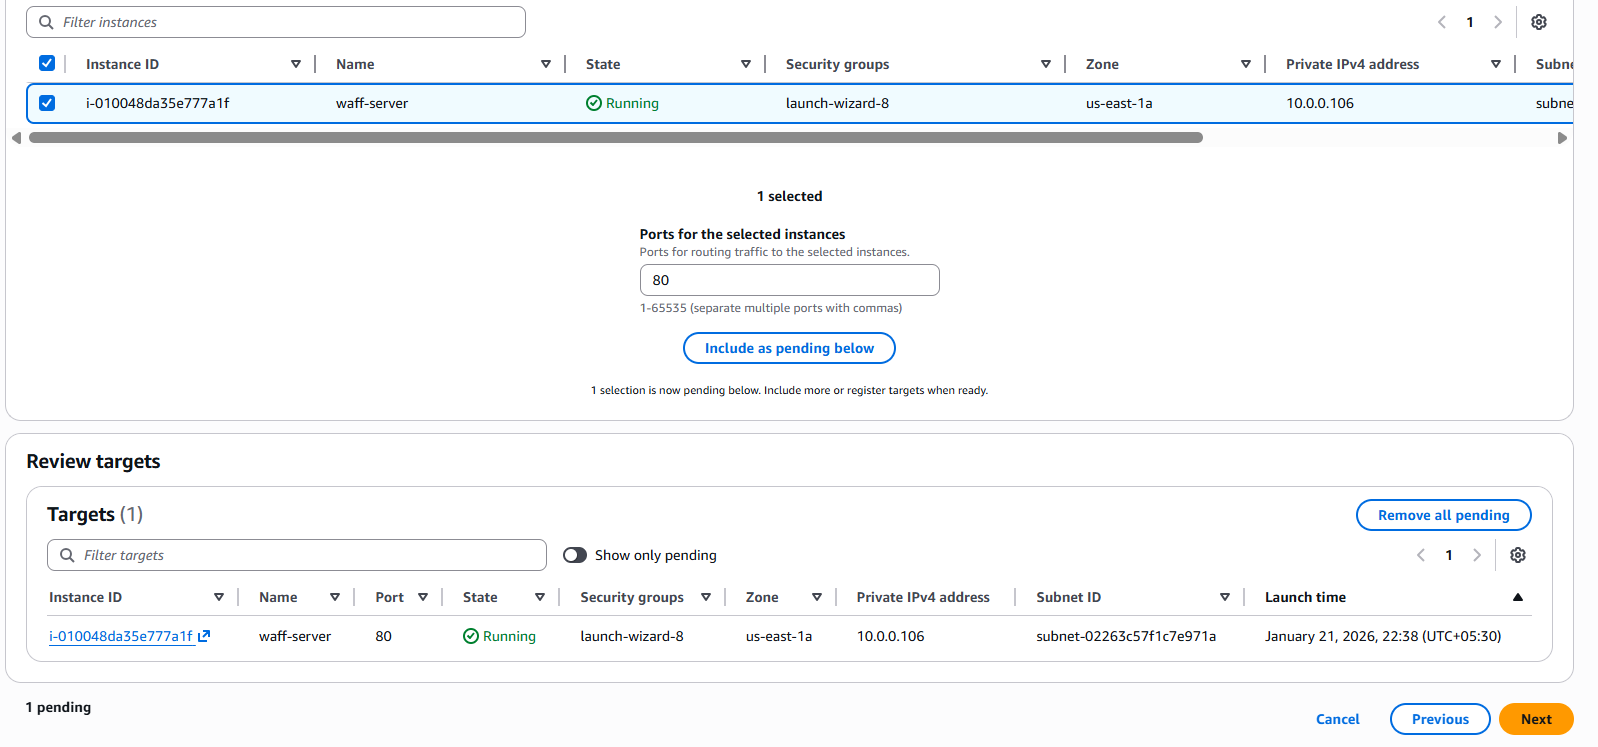 Filter instances
1
Instance ID Name State Security groups Zone Private IPv4 address Subne
i-010048da35e777a1f waff-server Running launch-wizard-8 us-east-1a 10.0.0.106 subne
1 selected
Ports for the selected instances
Ports for routing traffic to the selected instances.
80
1-65535 (separate multiple ports with commas)
Include as pending below
1 selection is now pending below. Include more or register targets when ready.
Review targets
Targets (1)
Remove all pending
Filter targets Show only pending 1
Instance ID Name Port State Security groups Zone Private IPv4 address Subnet ID Launch time
i-010048da35e777a1f waff-server 80 Running launch-wizard-8 us-east-1a 10.0.0.106 subnet-02263c57f1c7e971a January 21, 2026, 22:38 (UTC+05:30)
1 pending
Cancel Previous Next